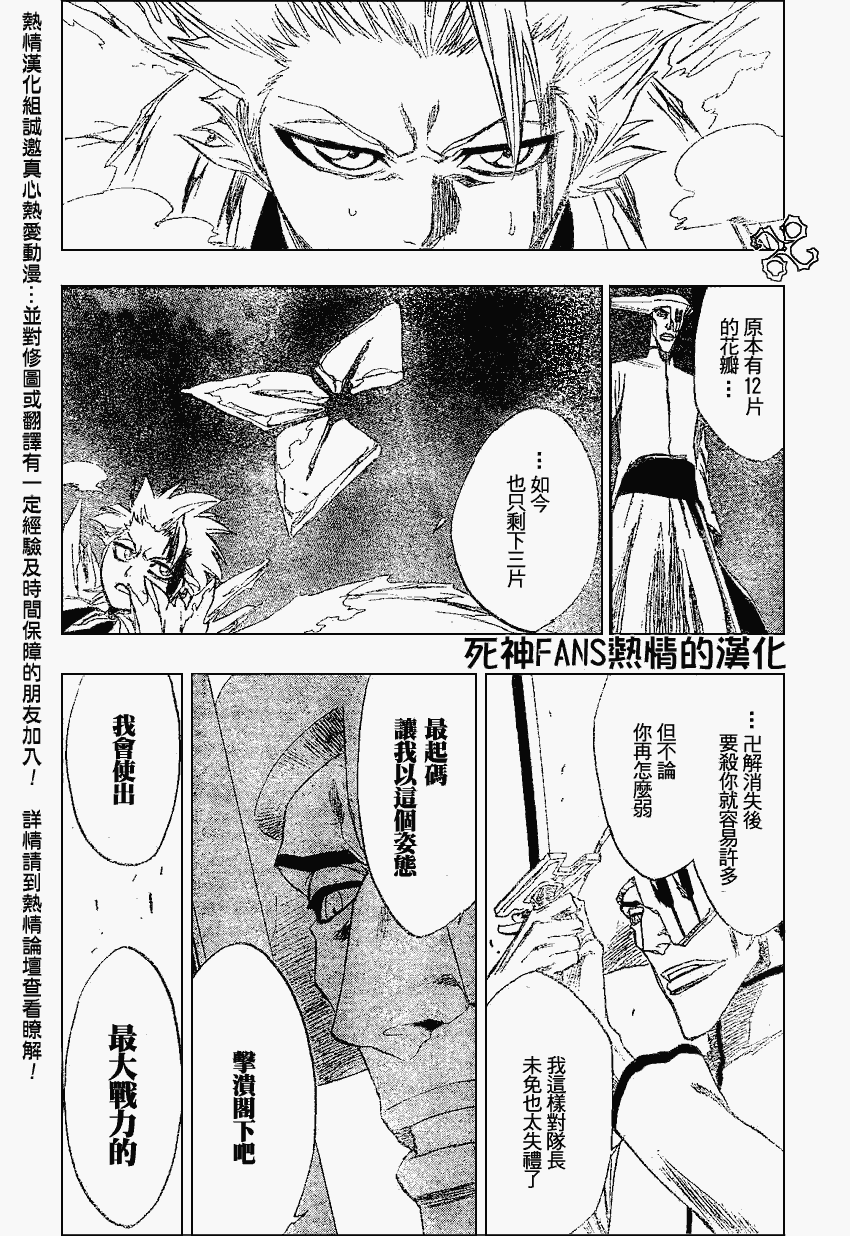 熱情漢化組誠邀真心熱愛動漫…並對修圖或翻譯有一定經驗及時間保障的朋友加入！ 詳情請到熱情論壇查看瞭解！
原本有12片
的花瓣…
…如今
也只剩下三片
死神FANS熱情的漢化
…卍解消失後
要殺你就容易許多
但不論
你再怎麼弱
我這樣對隊長
未免也太失禮了
最起碼
讓我以這個姿態
擊潰閣下吧
我會使出
最大戰力的